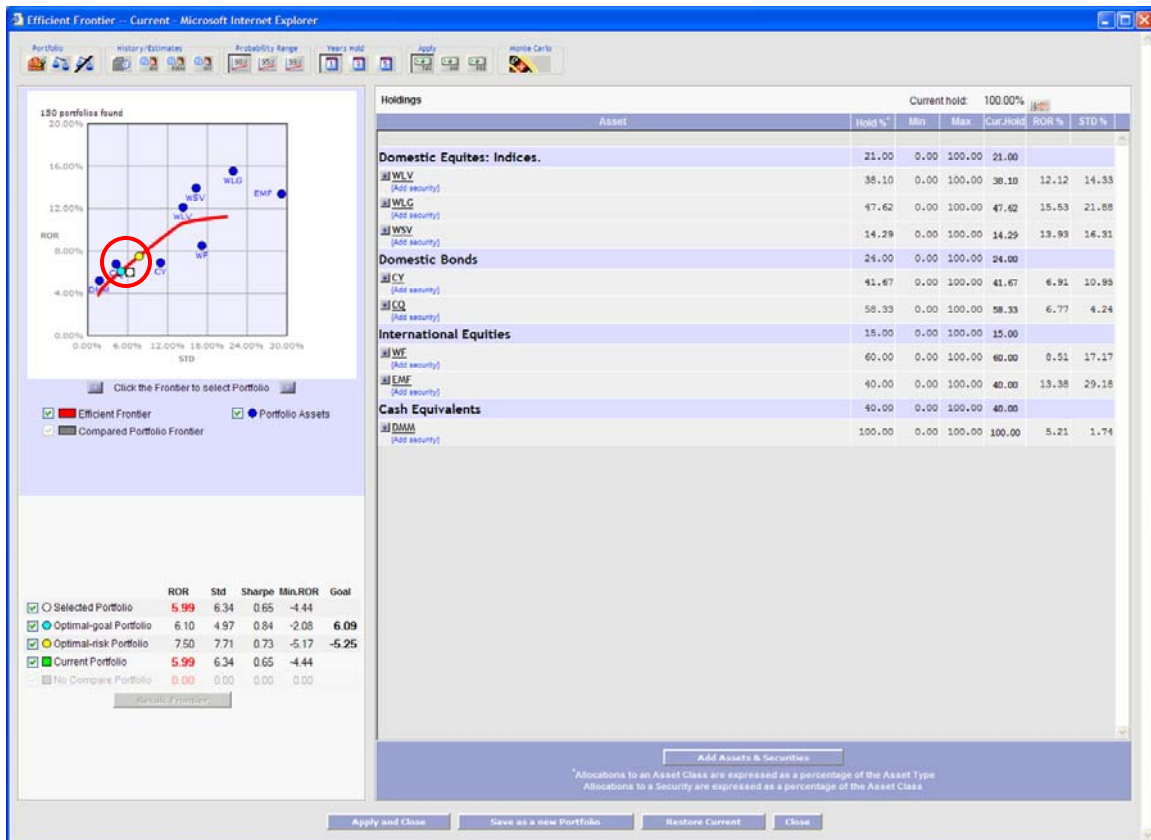 Efficient Frontier -- Current - Microsoft Internet Explorer
Portfolio History/Estimates Probability Range Years Hold Apply Monte Carlo
150 portfolios found
20.00%
16.00%
12.00%
ROR
8.00%
4.00%
0.00%
WLG
EMF
WSV
WLV
WF
CY
DMM
0.00% 6.00% 12.00% 18.00% 24.00% 30.00%
STD
Click the Frontier to select Portfolio
Efficient Frontier Portfolio Assets
Compared Portfolio Frontier
ROR Std Sharpe Min.ROR Goal
Selected Portfolio 5.99 6.34 0.65 -4.44
Optimal-goal Portfolio 6.10 4.97 0.84 -2.08 6.09
Optimal-risk Portfolio 7.50 7.71 0.73 -5.17 -5.25
Current Portfolio 5.99 6.34 0.65 -4.44
No Compare Portfolio 0.00 0.00 0.00 0.00
Holdings Current hold: 100.00%
Asset Hold %* Min Max Cur.Hold ROR % STD %
Domestic Equites: Indices. 21.00 0.00 100.00 21.00
WLV 38.10 0.00 100.00 38.10 12.12 14.33
[Add security]
WLG 47.62 0.00 100.00 47.62 15.53 21.88
[Add security]
WSV 14.29 0.00 100.00 14.29 13.93 16.31
[Add security]
Domestic Bonds 24.00 0.00 100.00 24.00
CY 41.67 0.00 100.00 41.67 6.91 10.95
[Add security]
CQ 58.33 0.00 100.00 58.33 6.77 4.24
[Add security]
International Equities 15.00 0.00 100.00 15.00
WF 60.00 0.00 100.00 60.00 8.51 17.17
[Add security]
EMF 40.00 0.00 100.00 40.00 13.38 29.18
[Add security]
Cash Equivalents 40.00 0.00 100.00 40.00
DMM 100.00 0.00 100.00 100.00 5.21 1.74
[Add security]
Add Assets & Securities
*Allocations to an Asset Class are expressed as a percentage of the Asset Type
Allocations to a Security are expressed as a percentage of the Asset Class
Apply and Close Save as a new Portfolio Restore Current Close